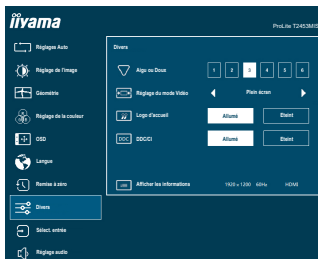 iiyama
ProLite T2453MIS
Réglages Auto
Réglage de l'image
Géométrie
Réglage de la couleur
OSD
Langue
Remise à zéro
Divers
Sélect. entrée
Réglage audio
Divers
Aigu ou Doux
1 2 3 4 5 6
Réglage du mode Vidéo
Plein écran
Logo d'accueil
Allumé
Eteint
DDC
DDC/CI
Allumé
Eteint
Afficher les informations
1920 x 1200 60Hz HDMI